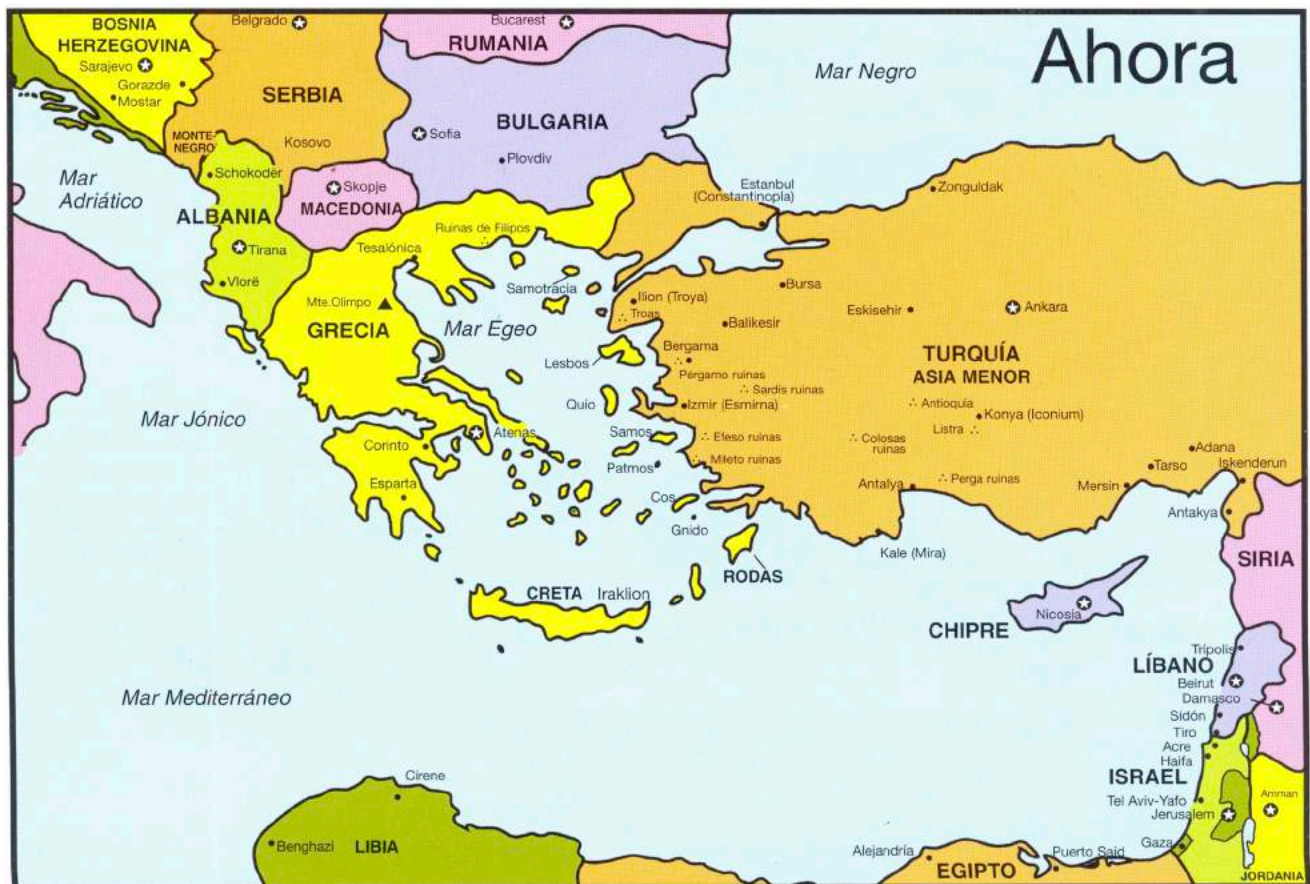 Ahora
BOSNIA
HERZEGOVINA
Sarajevo
Gorazde
Mostar
Belgrado
SERBIA
MONTE-
NEGRO
Kosovo
Bucarest
RUMANIA
BULGARIA
Sofia
Plovdiv
Mar Negro
Mar
Adriático
Schokodër
ALBANIA
Tirana
Vlorë
Skopje
MACEDONIA
Ruinas de Filipos
Tesalónica
Mte.Olimpo
GRECIA
Samotracia
Mar Egeo
Estanbul
(Constantinopla)
Zonguldak
Ilion (Troya)
Troas
Bursa
Balikesir
Eskisehir
Ankara
Lesbos
Bergama
Pérgamo ruinas
Sardis ruinas
TURQUÍA
ASIA MENOR
Antioquía
Konya (Iconium)
Listra
Quio
Izmir (Esmirna)
Mar Jónico
Corinto
Atenas
Samos
Efeso ruinas
Colosas
ruinas
Patmos
Mileto ruinas
Esparta
Cos
Gnido
Antalya
Perga ruinas
Mersin
Tarso
Adana
Iskenderun
Antakya
Kale (Mira)
RODAS
CRETA
Iraklion
SIRIA
CHIPRE
Nicosia
Trípolis
LÍBANO
Beirut
Damasco
Sidón
Tiro
Acre
Haifa
ISRAEL
Tel Aviv-Yafo
Jerusalem
Amman
Gaza
JORDANIA
Mar Mediterráneo
Cirene
Benghazi
LIBIA
Alejandría
EGIPTO
Puerto Said